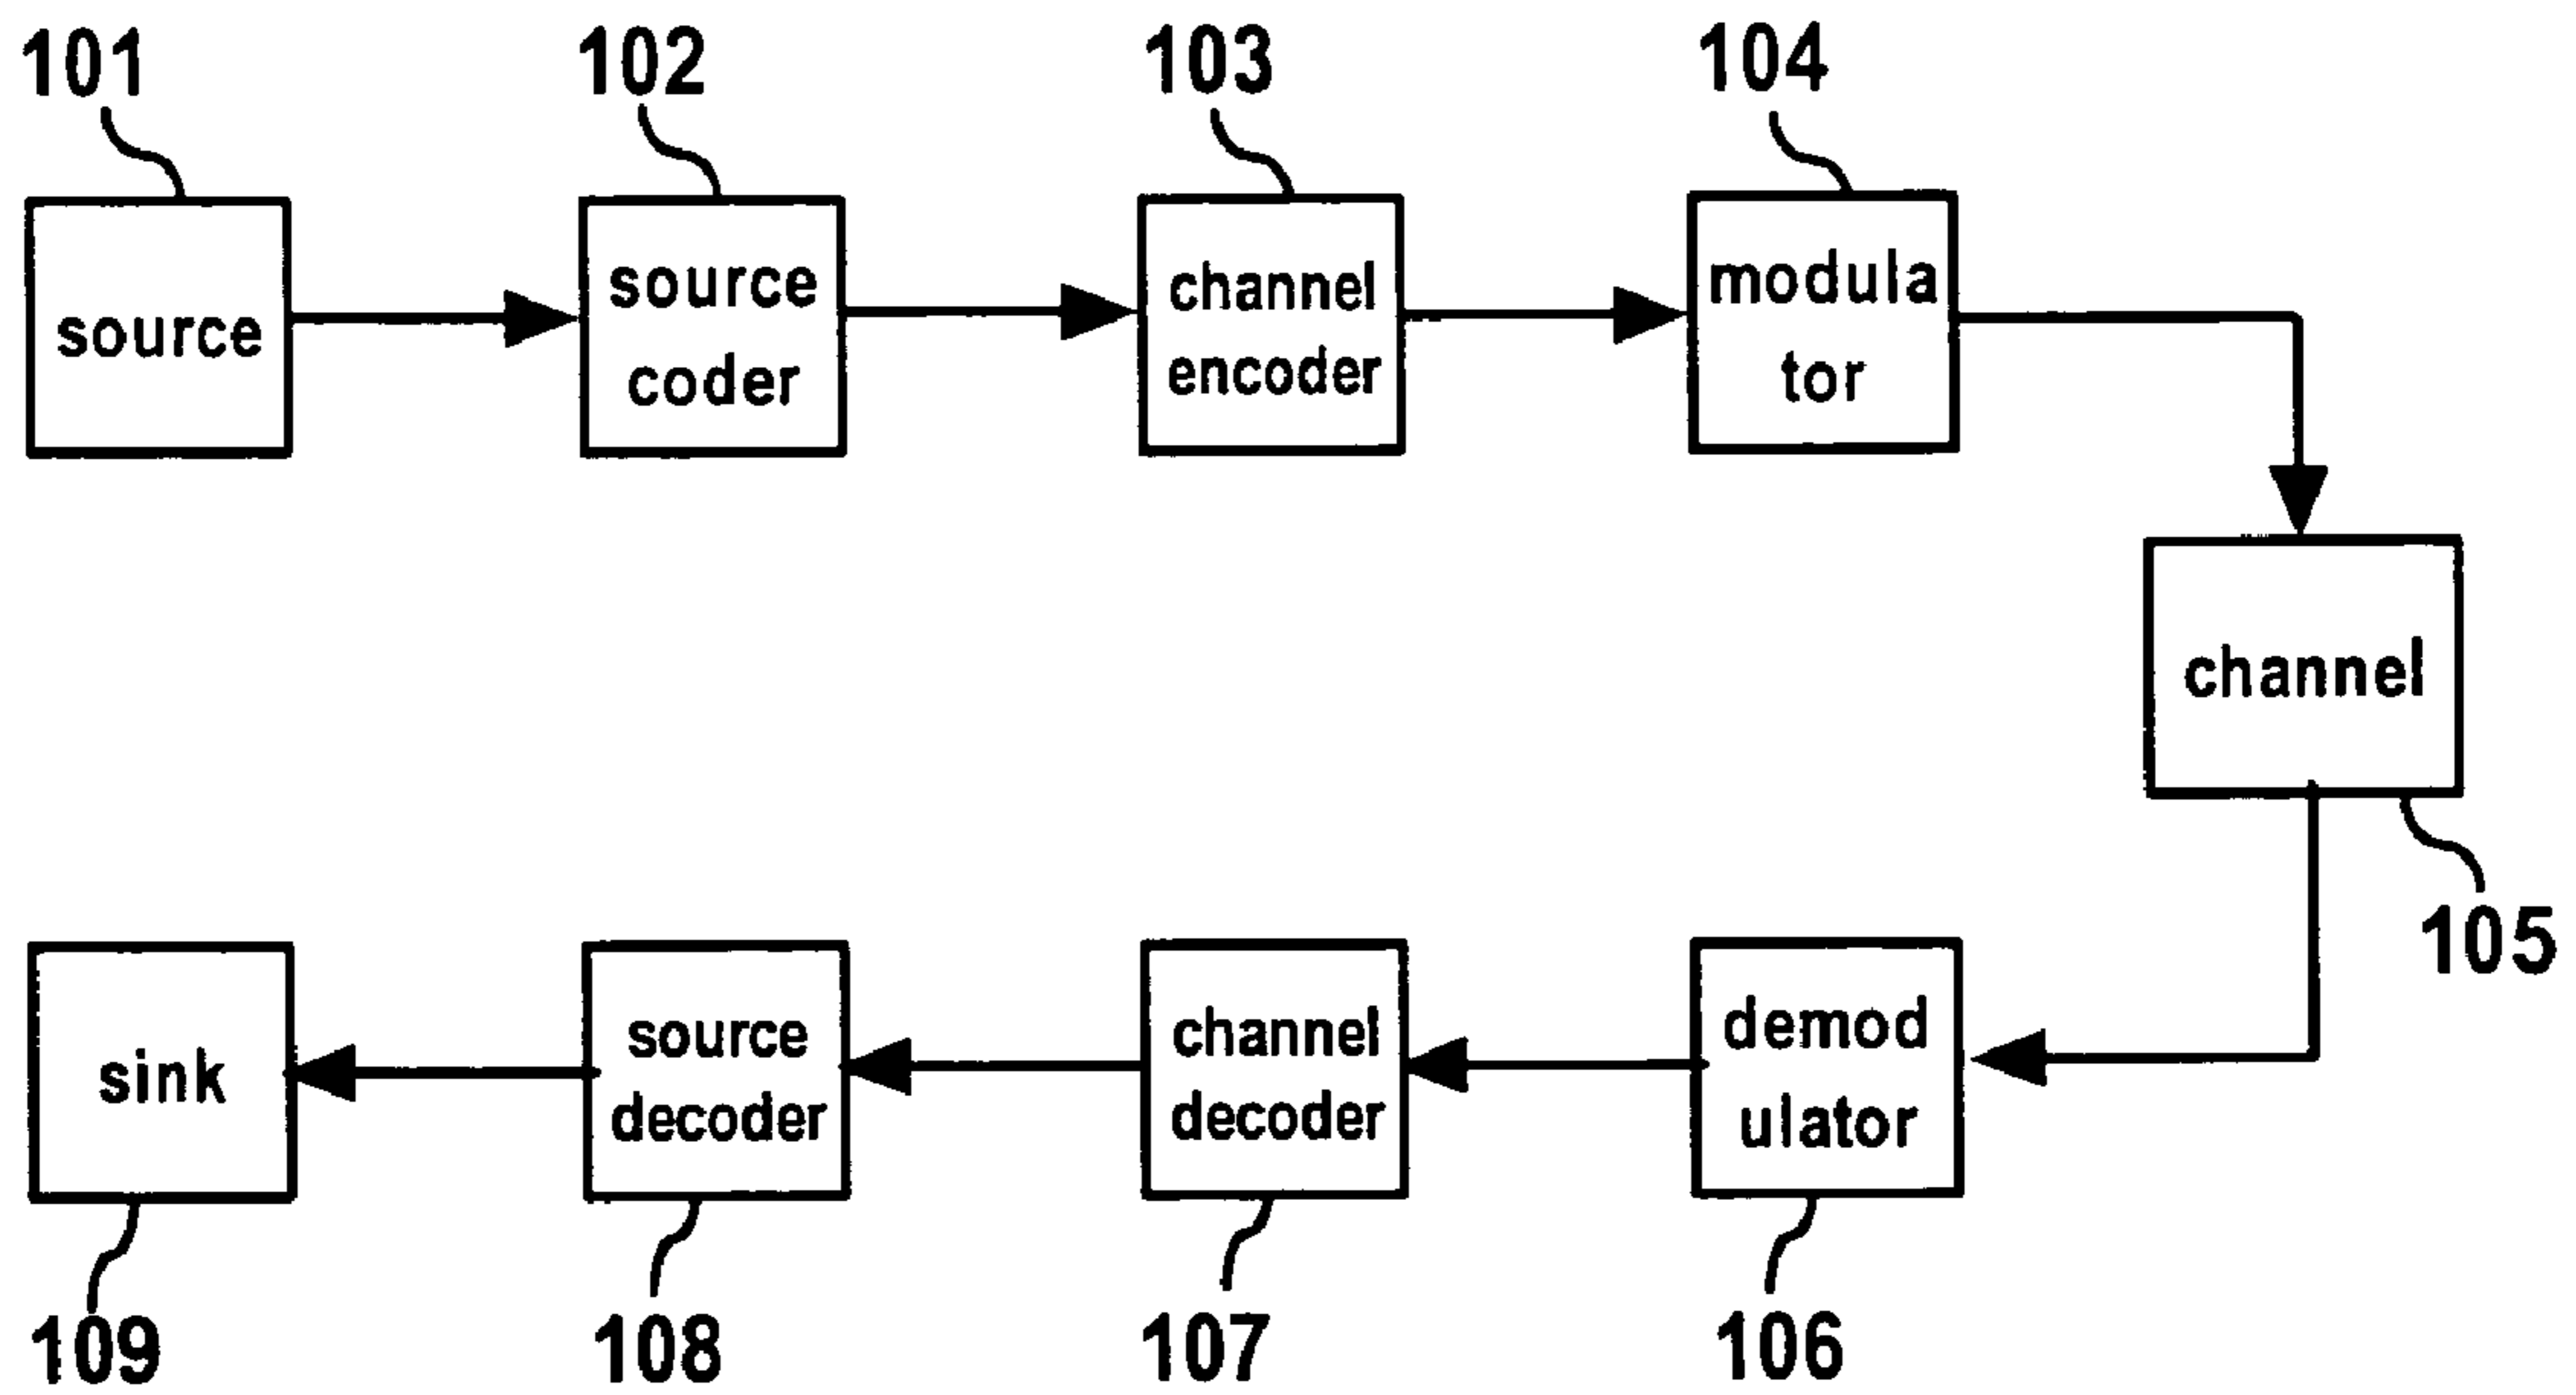 101
102
103
104
source
source
coder
channel
encoder
modula
tor
channel
105
sink
source
decoder
channel
decoder
demod
ulator
109
108
107
106